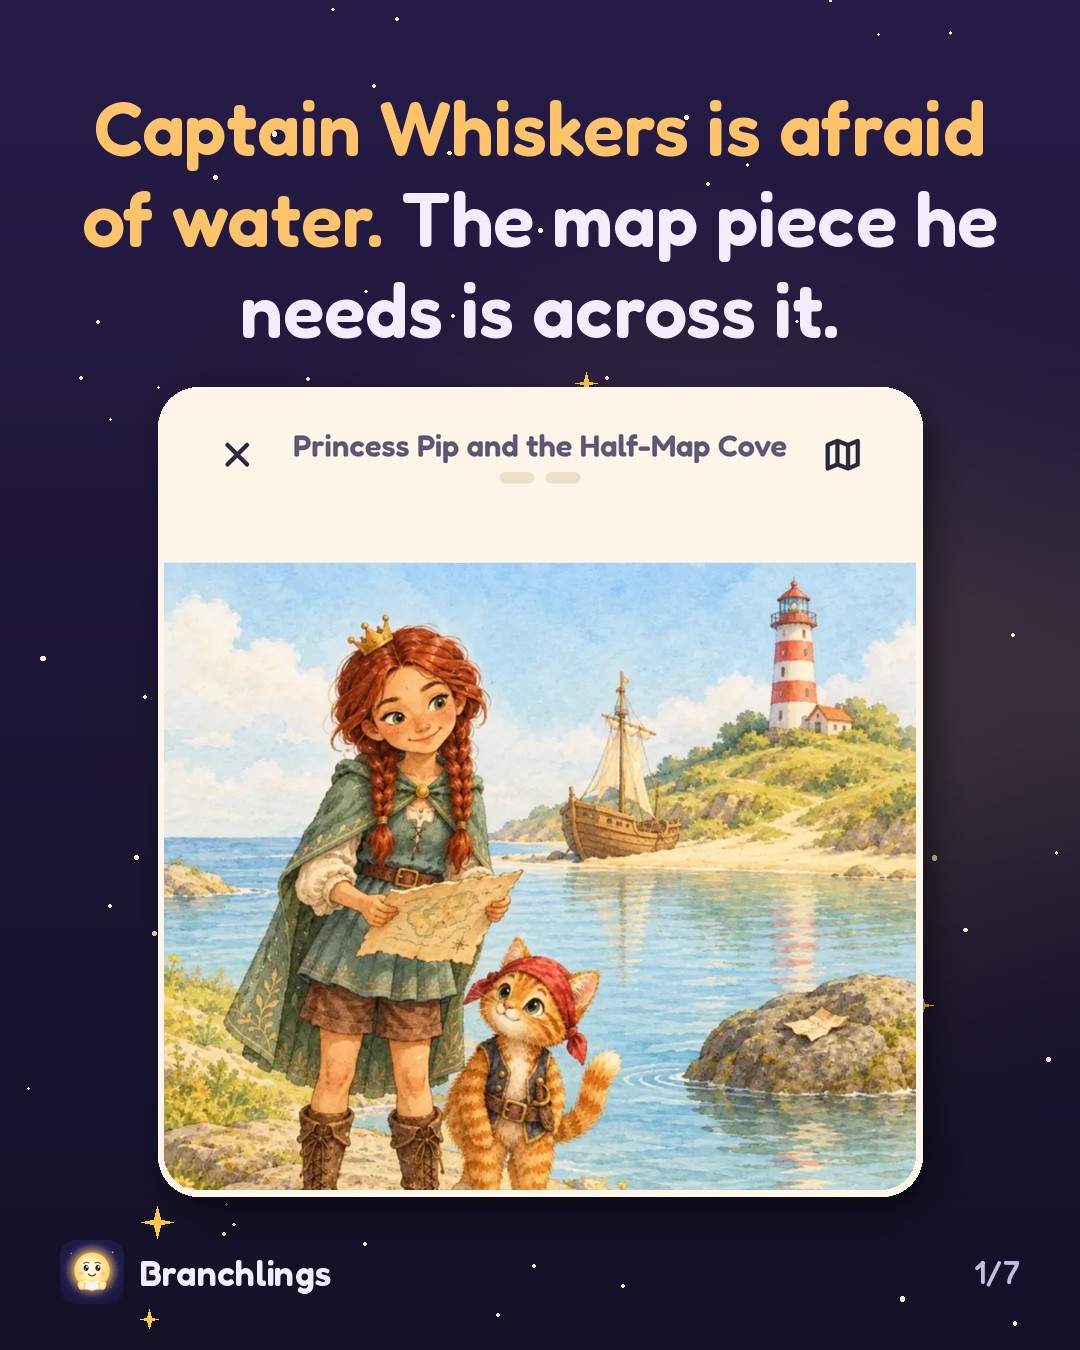 Captain Whiskers is afraid
of water. The map piece he
needs is across it.
Princess Pip and the Half-Map Cove
Branchlings
1/7